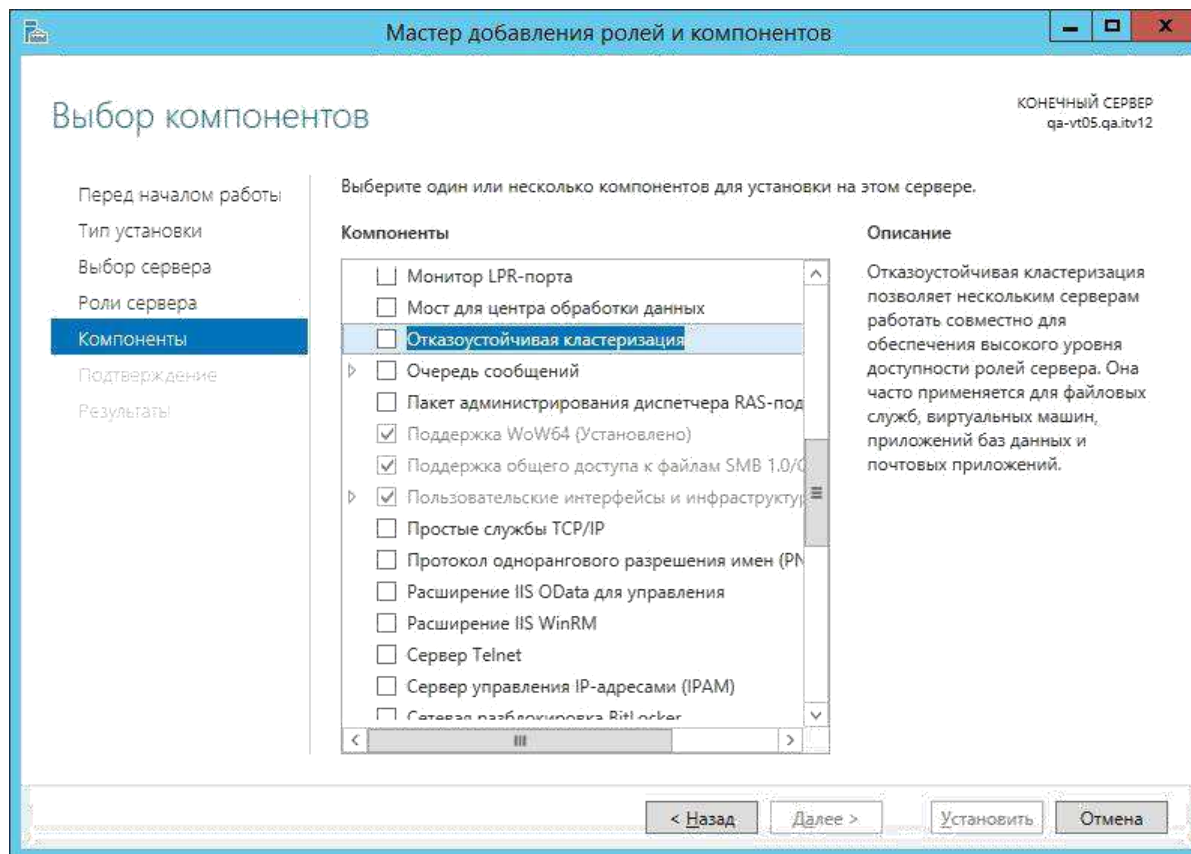 Мастер добавления ролей и компонентов
Выбор компонентов
КОНЕЧНЫЙ СЕРВЕР
qa-vt05.qa.itv12
Перед началом работы
Тип установки
Выбор сервера
Роли сервера
Компоненты
Подтверждение
Результаты
Выберите один или несколько компонентов для установки на этом сервере.
Компоненты
Монитор LPR-порта
Мост для центра обработки данных
Отказоустойчивая кластеризация
Очередь сообщений
Пакет администрирования диспетчера RAS-под
Поддержка WoW64 (Установлено)
Поддержка общего доступа к файлам SMB 1.0/C
Пользовательские интерфейсы и инфраструктур
Простые службы TCP/IP
Протокол однорангового разрешения имен (PN
Расширение IIS OData для управления
Расширение IIS WinRM
Сервер Telnet
Сервер управления IP-адресами (IPAM)
Сетевая разблокировка BitLocker
Описание
Отказоустойчивая кластеризация
позволяет нескольким серверам
работать совместно для
обеспечения высокого уровня
доступности ролей сервера. Она
часто применяется для файловых
служб, виртуальных машин,
приложений баз данных и
почтовых приложений.
< Назад
Далее >
Установить
Отмена